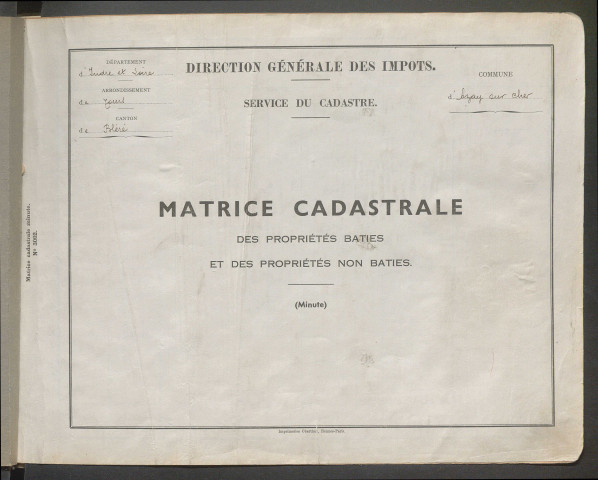 DÉPARTEMENT
d'Indre et Loire
ARRONDISSEMENT
de Tours
CANTON
de Bléré
DIRECTION GÉNÉRALE DES IMPOTS.
SERVICE DU CADASTRE.
COMMUNE
d'Azay sur Cher
MATRICE CADASTRALE
DES PROPRIÉTÉS BATIES
ET DES PROPRIÉTÉS NON BATIES.
(Minute)
Matrice cadastrale minute.
Imprimerie